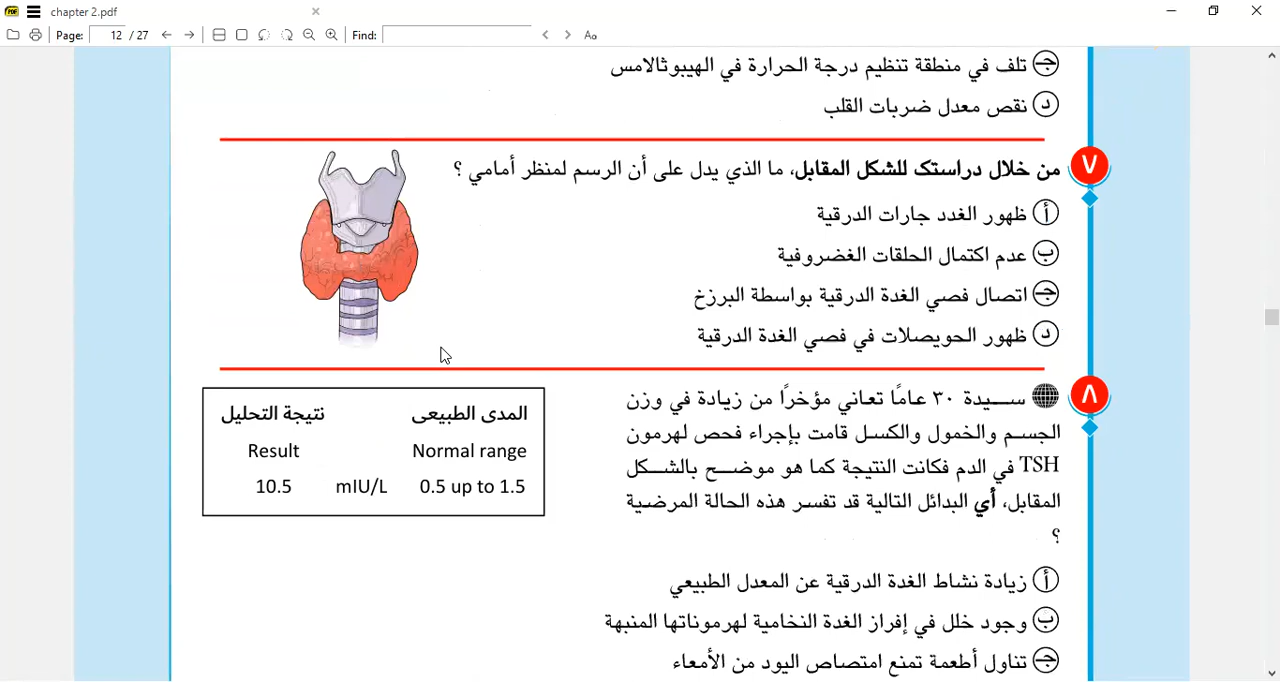 chapter 2.pdf
Page: 12 / 27 Find: Aa
ج تلف في منطقة تنظيم درجة الحرارة في الهيبوثالامس
د نقص معدل ضربات القلب
٧ من خلال دراستك للشكل المقابل، ما الذي يدل على أن الرسم لمنظر أمامي ؟
أ ظهور الغدد جارات الدرقية
ب عدم اكتمال الحلقات الغضروفية
ج اتصال فصي الغدة الدرقية بواسطة البرزخ
د ظهور الحويصلات في فصي الغدة الدرقية
٨ سيدة ٣٠ عامًا تعاني مؤخرًا من زيادة في وزن
الجسم والخمول والكسل قامت بإجراء فحص لهرمون
TSH في الدم فكانت النتيجة كما هو موضح بالشكل
المقابل، أي البدائل التالية قد تفسر هذه الحالة المرضية
؟
المدى الطبيعى نتيجة التحليل
Result Normal range
10.5 mIU/L 0.5 up to 1.5
أ زيادة نشاط الغدة الدرقية عن المعدل الطبيعي
ب وجود خلل في إفراز الغدة النخامية لهرموناتها المنبهة
ج تناول أطعمة تمنع امتصاص اليود من الأمعاء